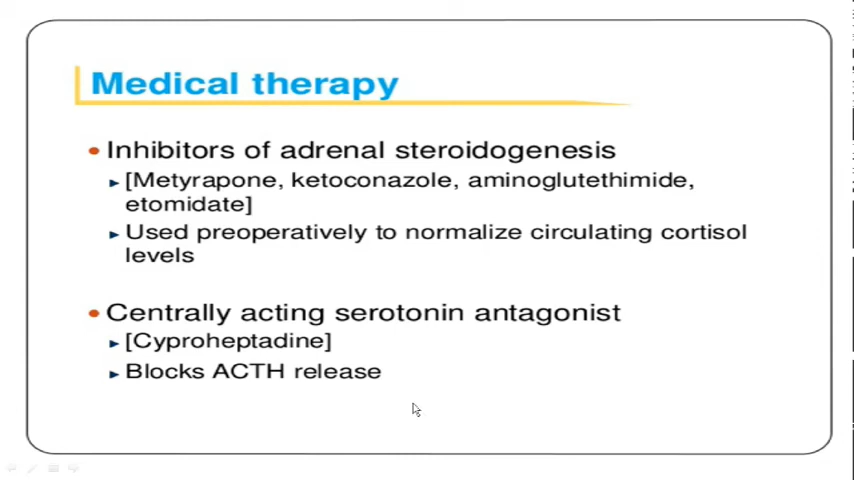 Medical therapy
• Inhibitors of adrenal steroidogenesis
► [Metyrapone, ketoconazole, aminoglutethimide,
etomidate]
► Used preoperatively to normalize circulating cortisol
levels
• Centrally acting serotonin antagonist
► [Cyproheptadine]
► Blocks ACTH release